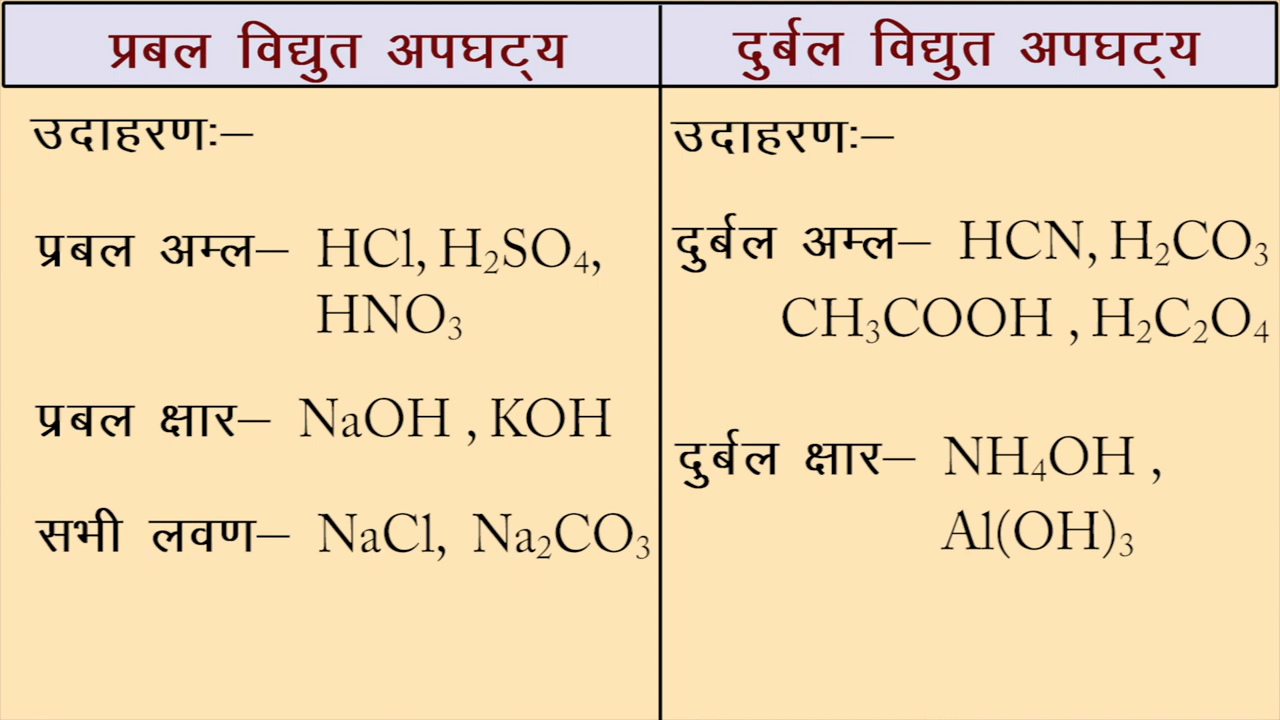 प्रबल विद्युत अपघट्य
उदाहरणः–
प्रबल अम्ल– HCl, H₂SO₄,
HNO₃
प्रबल क्षार– NaOH , KOH
सभी लवण– NaCl, Na₂CO₃
दुर्बल विद्युत अपघट्य
उदाहरणः–
दुर्बल अम्ल– HCN, H₂CO₃
CH₃COOH , H₂C₂O₄
दुर्बल क्षार– NH₄OH ,
Al(OH)₃